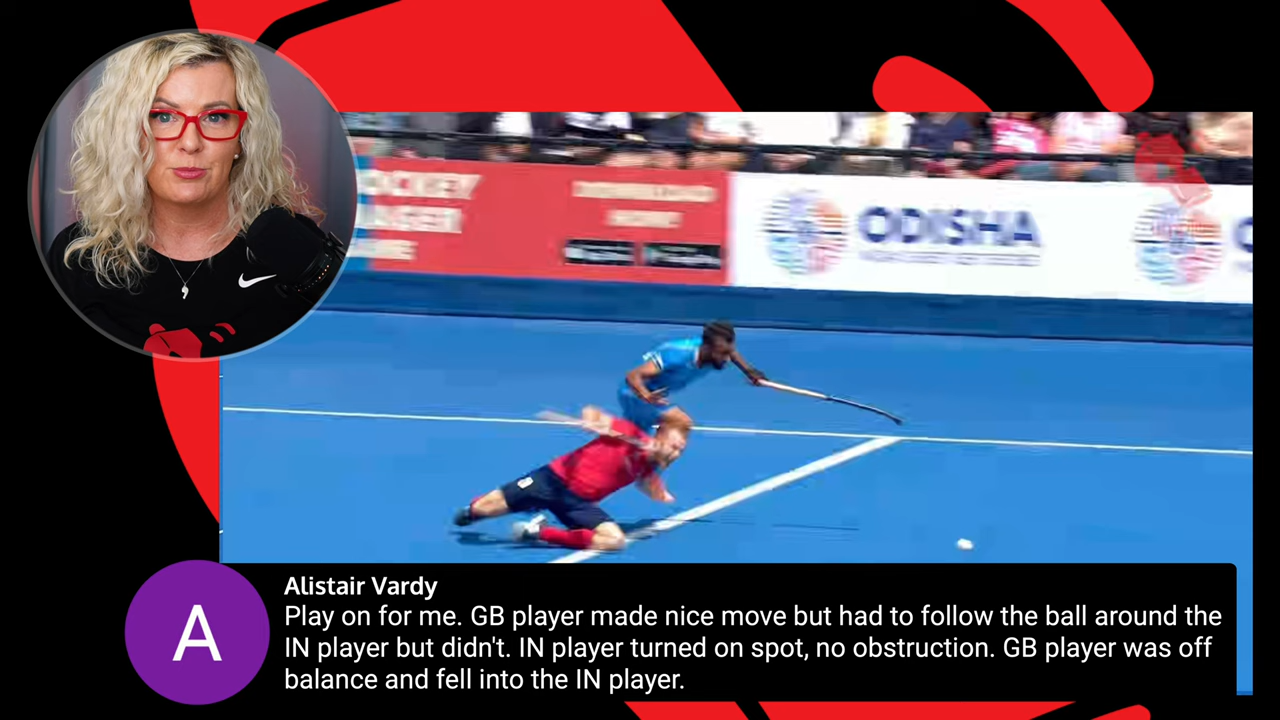 ODISHA
Alistair Vardy
Play on for me. GB player made nice move but had to follow the ball around the
IN player but didn't. IN player turned on spot, no obstruction. GB player was off
balance and fell into the IN player.
A